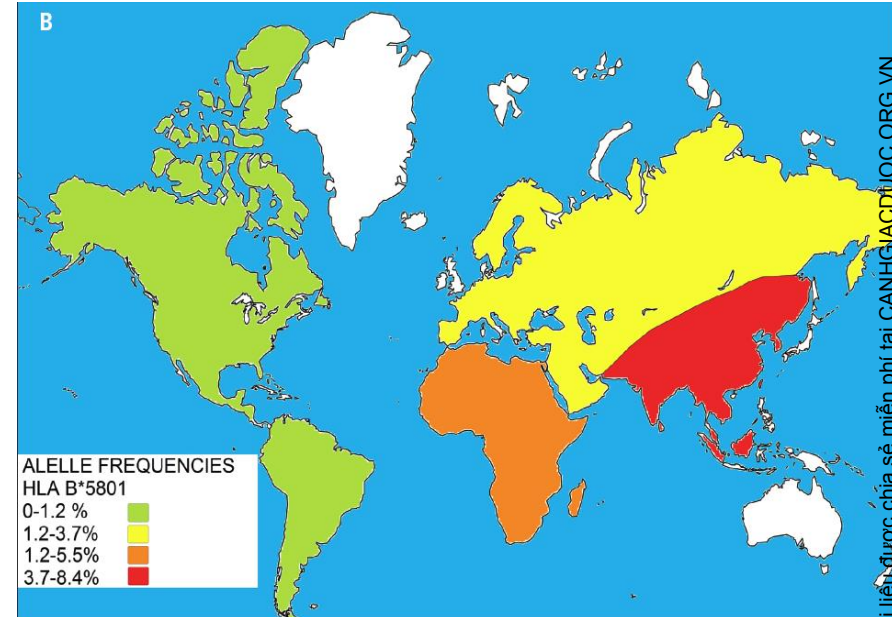 B
ALELLE FREQUENCIES
HLA B*5801
0-1.2 %
1.2-3.7%
1.2-5.5%
3.7-8.4%
liệu được chia sẻ miễn phí tại CANHGIACDUOC.ORG.VN